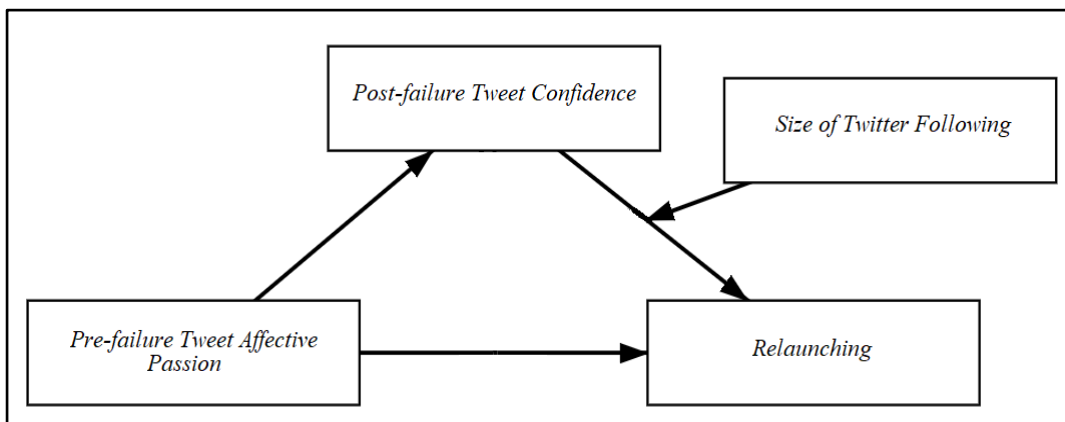 Post-failure Tweet Confidence
Size of Twitter Following
Pre-failure Tweet Affective
Passion
Relaunching